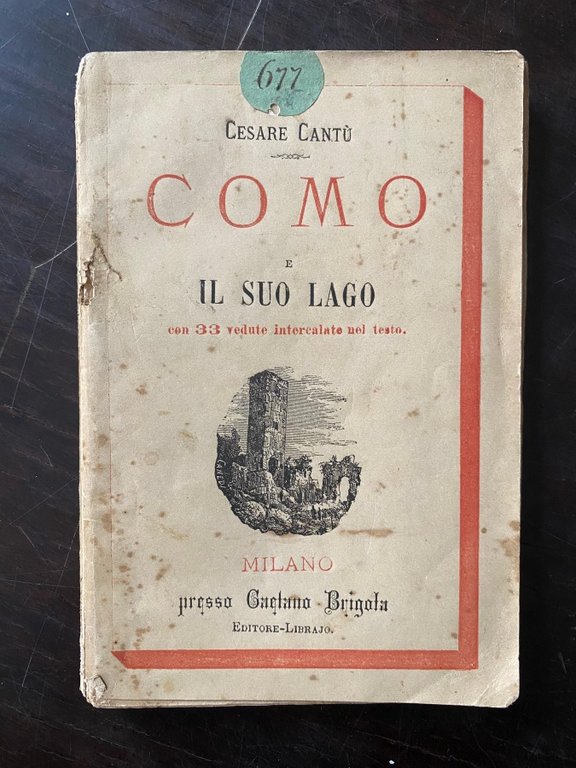 677
CESARE CANTÙ
COMO
E
IL SUO LAGO
con 33 vedute intercalate nel testo.
MILANO
presso Gaetano Brigola
EDITORE-LIBRAJO.